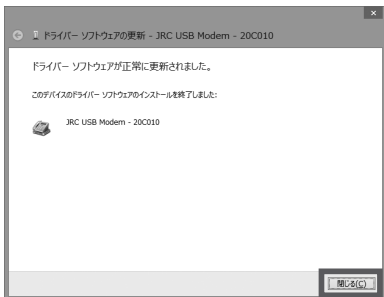 ドライバー ソフトウェアの更新 - JRC USB Modem - 20C010
ドライバー ソフトウェアが正常に更新されました。
このデバイスのドライバー ソフトウェアのインストールを終了しました:
JRC USB Modem - 20C010
閉じる(C)